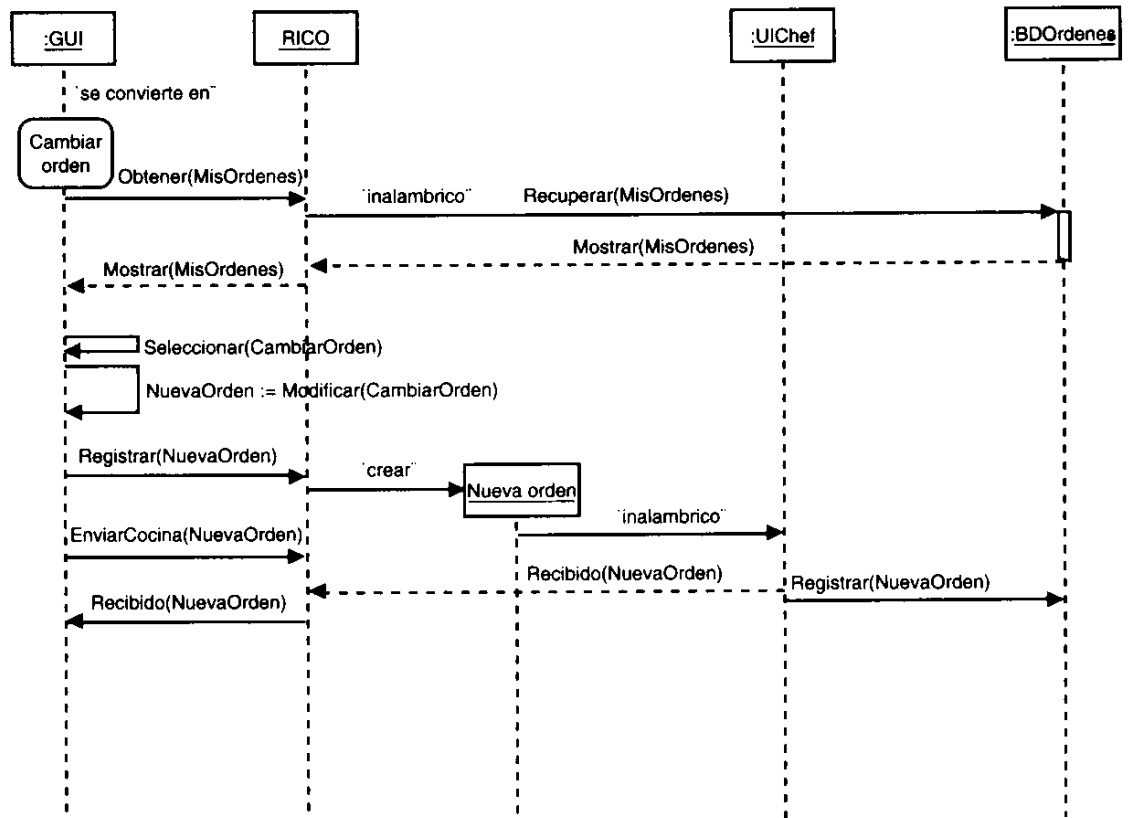 :GUI
RICO
:UIChef
:BDOrdenes
¨se convierte en¨
Cambiar
orden
Obtener(MisOrdenes)
¨inalambrico¨
Recuperar(MisOrdenes)
Mostrar(MisOrdenes)
Mostrar(MisOrdenes)
Seleccionar(CambiarOrden)
NuevaOrden := Modificar(CambiarOrden)
Registrar(NuevaOrden)
¨crear¨
Nueva orden
¨inalambrico¨
EnviarCocina(NuevaOrden)
Recibido(NuevaOrden)
Registrar(NuevaOrden)
Recibido(NuevaOrden)